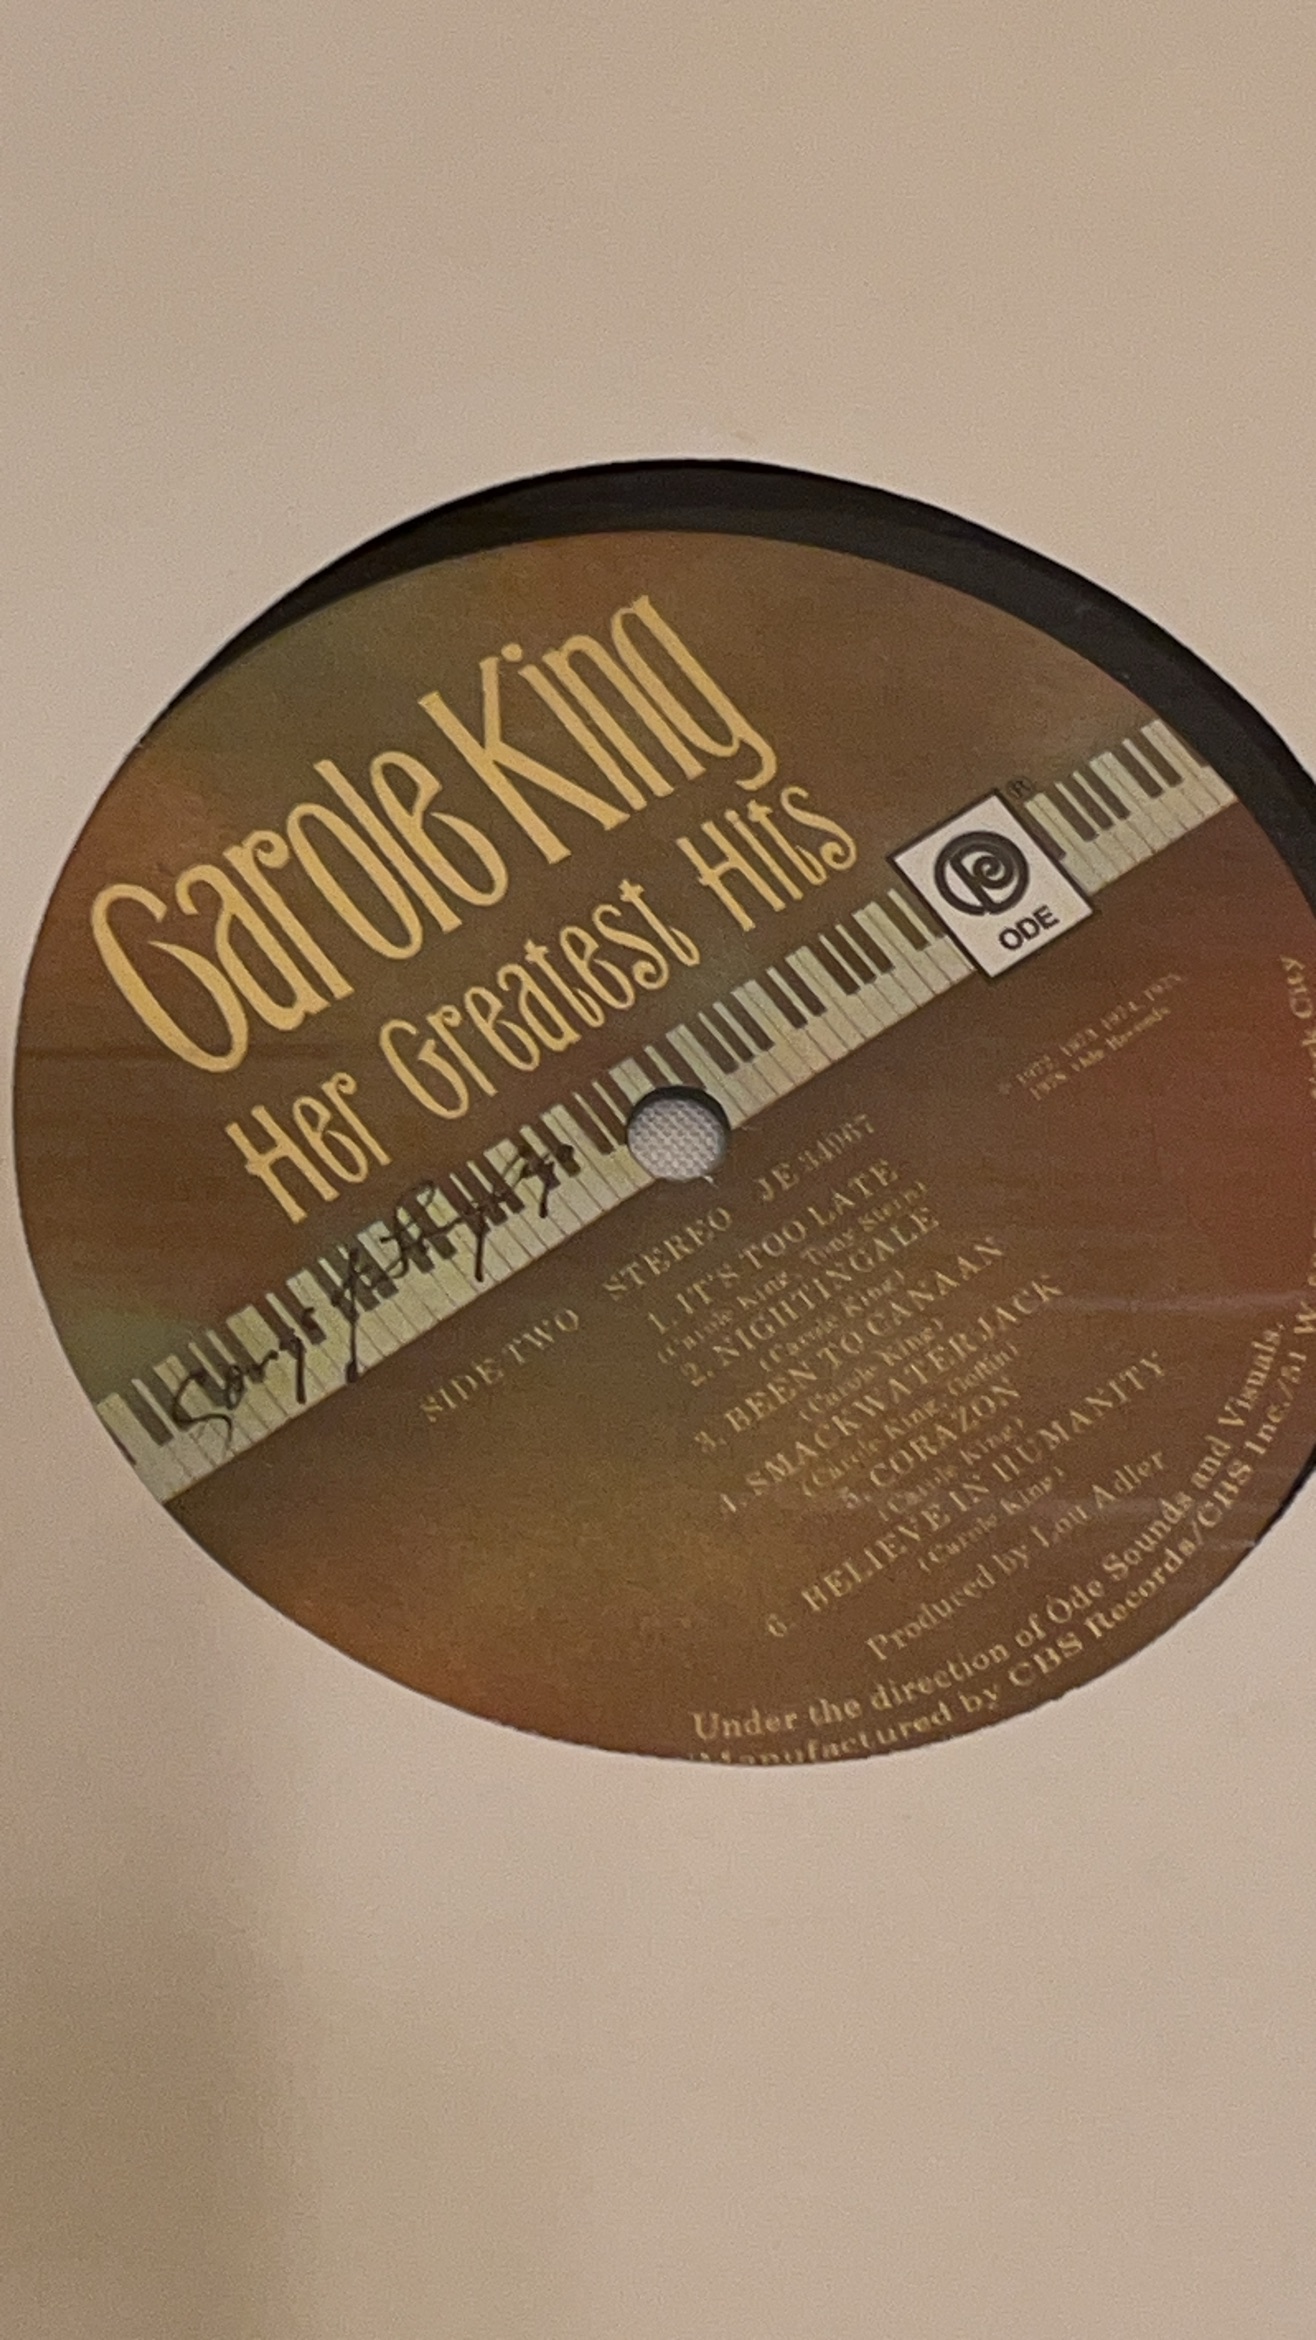 Carole King
Her Greatest Hits
®
ODE
Songs of
SIDE TWO STEREO JE 34967
1. IT'S TOO LATE
(Carole King, Toni Stern)
2. NIGHTINGALE
(Carole King)
3. BEEN TO CANAAN
(Carole King)
4. SMACKWATER JACK
(Carole King, Goffin)
5. CORAZON
(Carole King)
6. BELIEVE IN HUMANITY
(Carole King)
Produced by Lou Adler
Under the direction of Ode Sounds and Visuals.
Manufactured by CBS Records/CBS Inc./51 W.
City